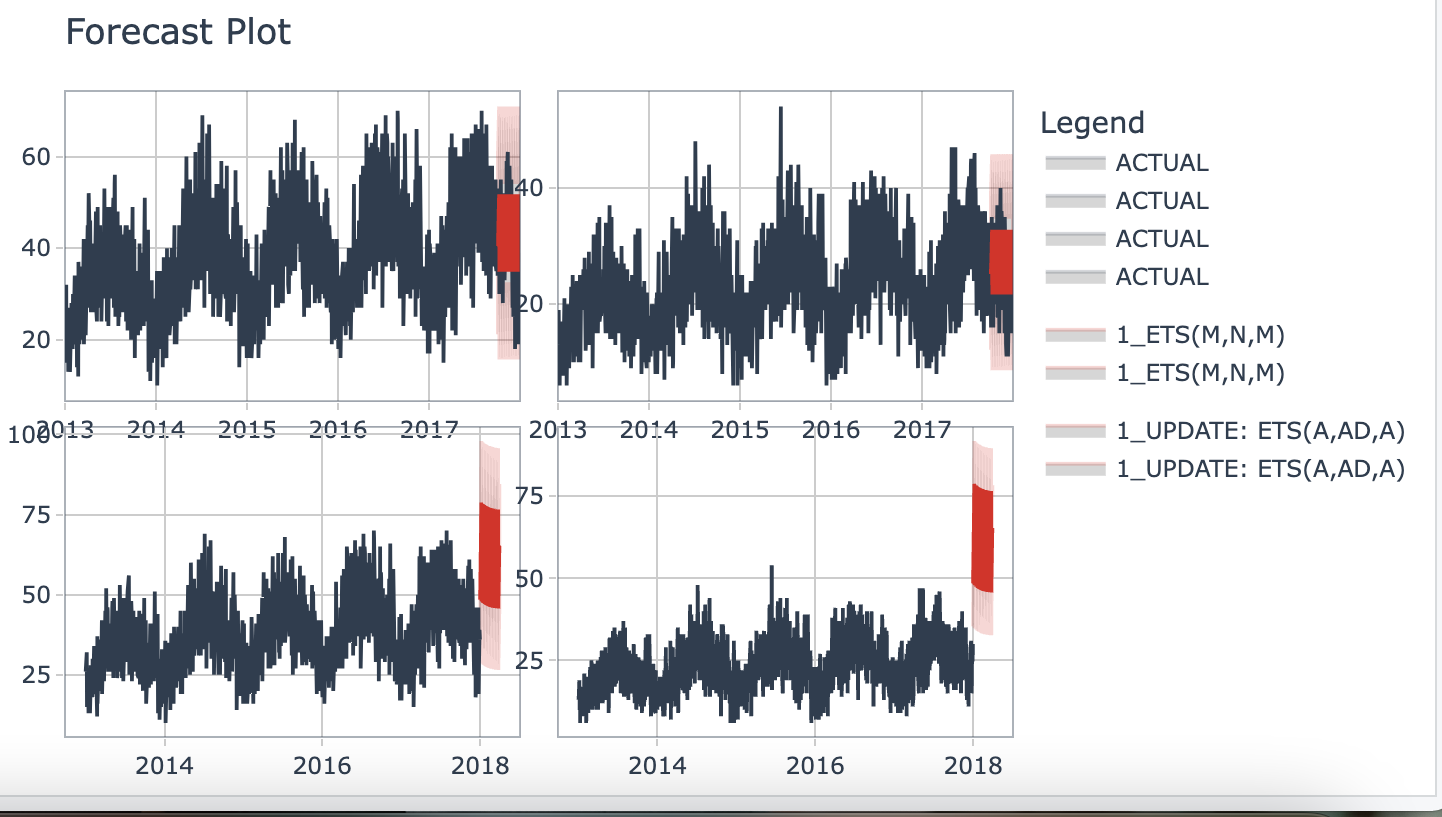 Forecast Plot
60
40
20
2013 2014 2015 2016 2017
40
20
2013 2014 2015 2016 2017
100
75
50
25
2014 2016 2018
75
50
25
2014 2016 2018
Legend
ACTUAL
ACTUAL
ACTUAL
ACTUAL
1_ETS(M,N,M)
1_ETS(M,N,M)
1_UPDATE: ETS(A,AD,A)
1_UPDATE: ETS(A,AD,A)